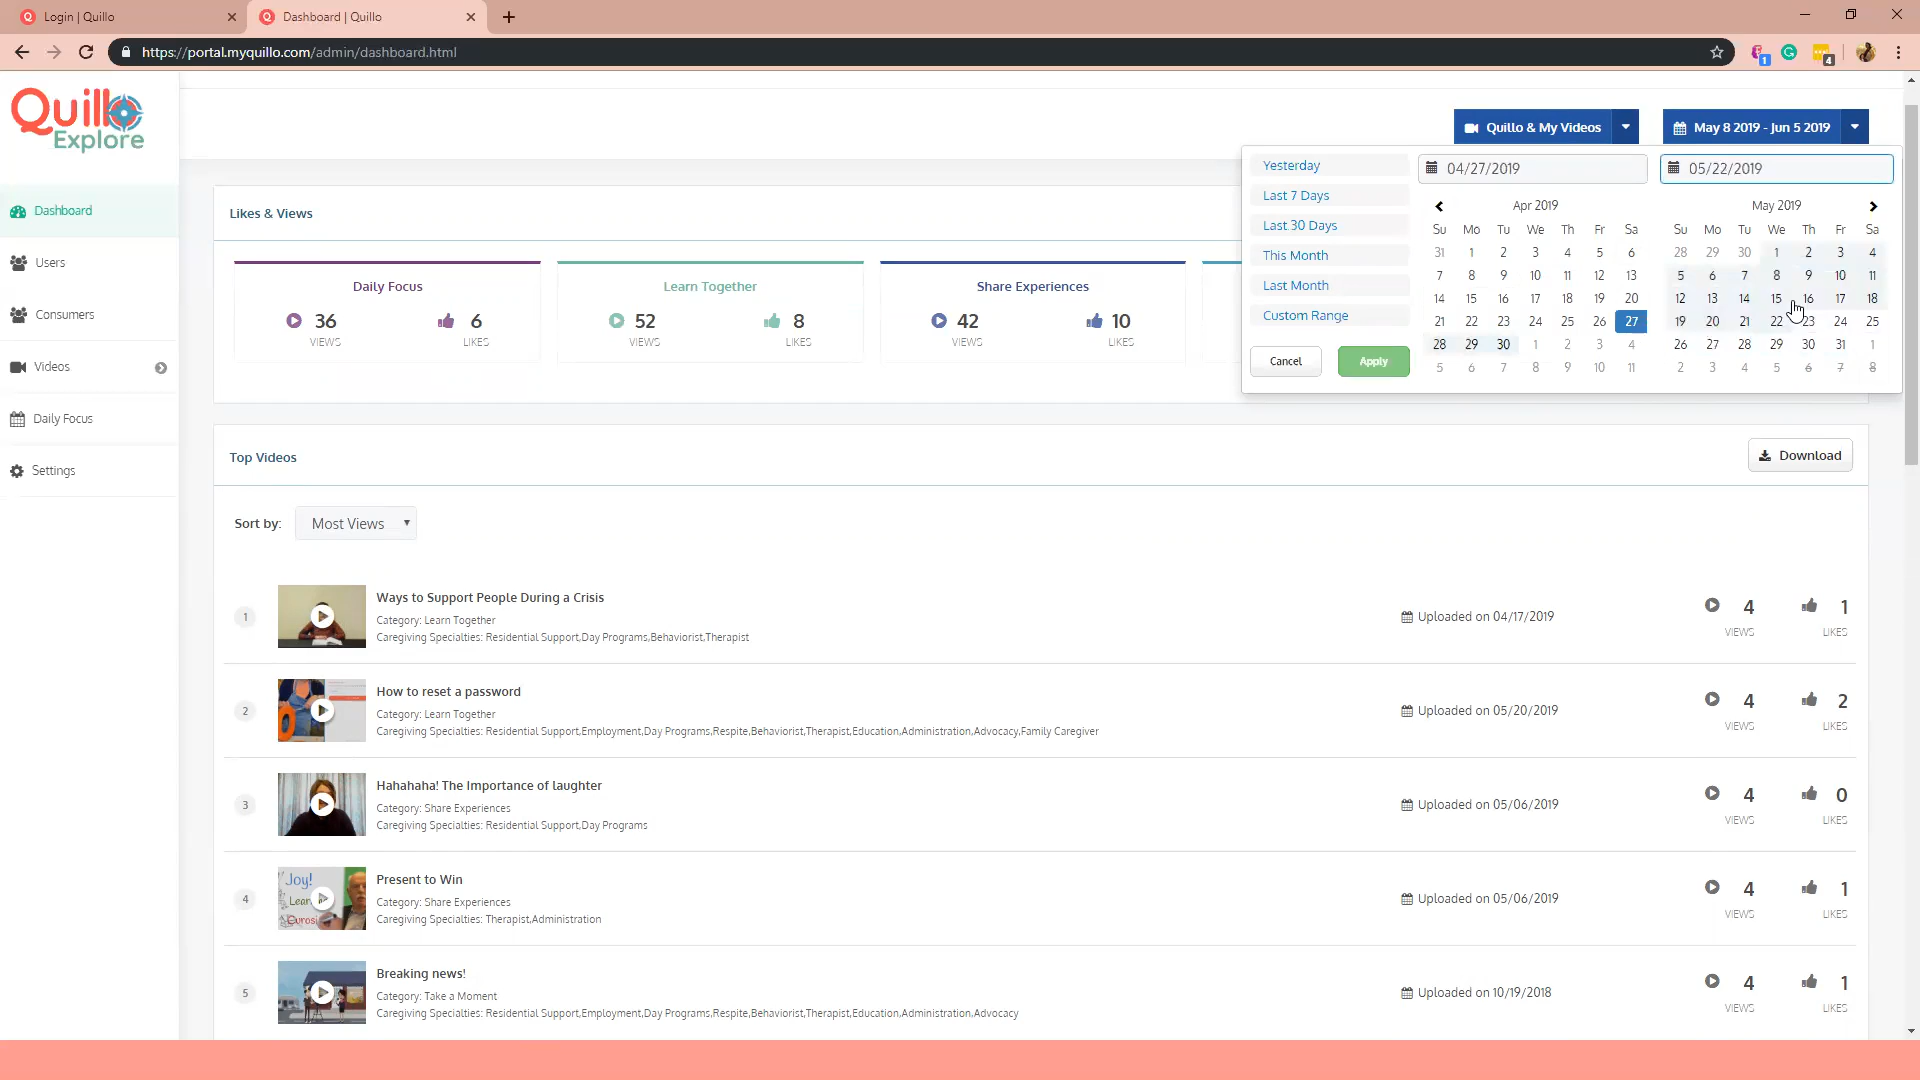 Login | Quillo
Dashboard | Quillo
https://portal.myquillo.com/admin/dashboard.html
1
4
Quillo
Explore
Dashboard
Users
Consumers
Videos
Daily Focus
Settings
Quillo & My Videos
May 8 2019 - Jun 5 2019
Yesterday
Last 7 Days
Last 30 Days
This Month
Last Month
Custom Range
Cancel
Apply
04/27/2019
Apr 2019
Su Mo Tu We Th Fr Sa
31 1 2 3 4 5 6
7 8 9 10 11 12 13
14 15 16 17 18 19 20
21 22 23 24 25 26 27
28 29 30 1 2 3 4
5 6 7 8 9 10 11
05/22/2019
May 2019
Su Mo Tu We Th Fr Sa
28 29 30 1 2 3 4
5 6 7 8 9 10 11
12 13 14 15 16 17 18
19 20 21 22 23 24 25
26 27 28 29 30 31 1
2 3 4 5 6 7 8
Likes & Views
Daily Focus
36 6
VIEWS LIKES
Learn Together
52 8
VIEWS LIKES
Share Experiences
42 10
VIEWS LIKES
Top Videos
Download
Sort by: Most Views
1
Ways to Support People During a Crisis
Category: Learn Together
Caregiving Specialties: Residential Support,Day Programs,Behaviorist,Therapist
Uploaded on 04/17/2019
4 1
VIEWS LIKES
2
How to reset a password
Category: Learn Together
Caregiving Specialties: Residential Support,Employment,Day Programs,Respite,Behaviorist,Therapist,Education,Administration,Advocacy,Family Caregiver
Uploaded on 05/20/2019
4 2
VIEWS LIKES
3
Hahahaha! The Importance of laughter
Category: Share Experiences
Caregiving Specialties: Residential Support,Day Programs
Uploaded on 05/06/2019
4 0
VIEWS LIKES
4
Joy!
Present to Win
Category: Share Experiences
Caregiving Specialties: Therapist,Administration
Uploaded on 05/06/2019
4 1
VIEWS LIKES
5
Breaking news!
Category: Take a Moment
Caregiving Specialties: Residential Support,Employment,Day Programs,Respite,Behaviorist,Therapist,Education,Administration,Advocacy
Uploaded on 10/19/2018
4 1
VIEWS LIKES